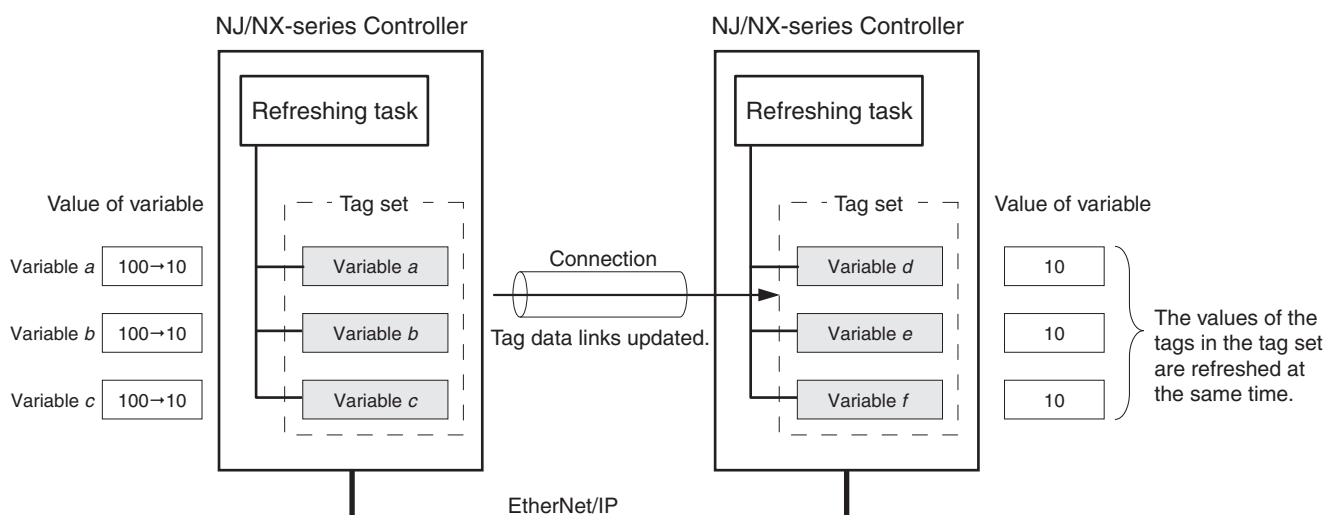 NJ/NX-series Controller
NJ/NX-series Controller
Refreshing task
Refreshing task
Value of variable
Tag set
Tag set
Value of variable
Variable a
100→10
Variable a
Connection
Variable d
10
Variable b
100→10
Variable b
Tag data links updated.
Variable e
10
The values of the
tags in the tag set
are refreshed at
the same time.
Variable c
100→10
Variable c
Variable f
10
EtherNet/IP